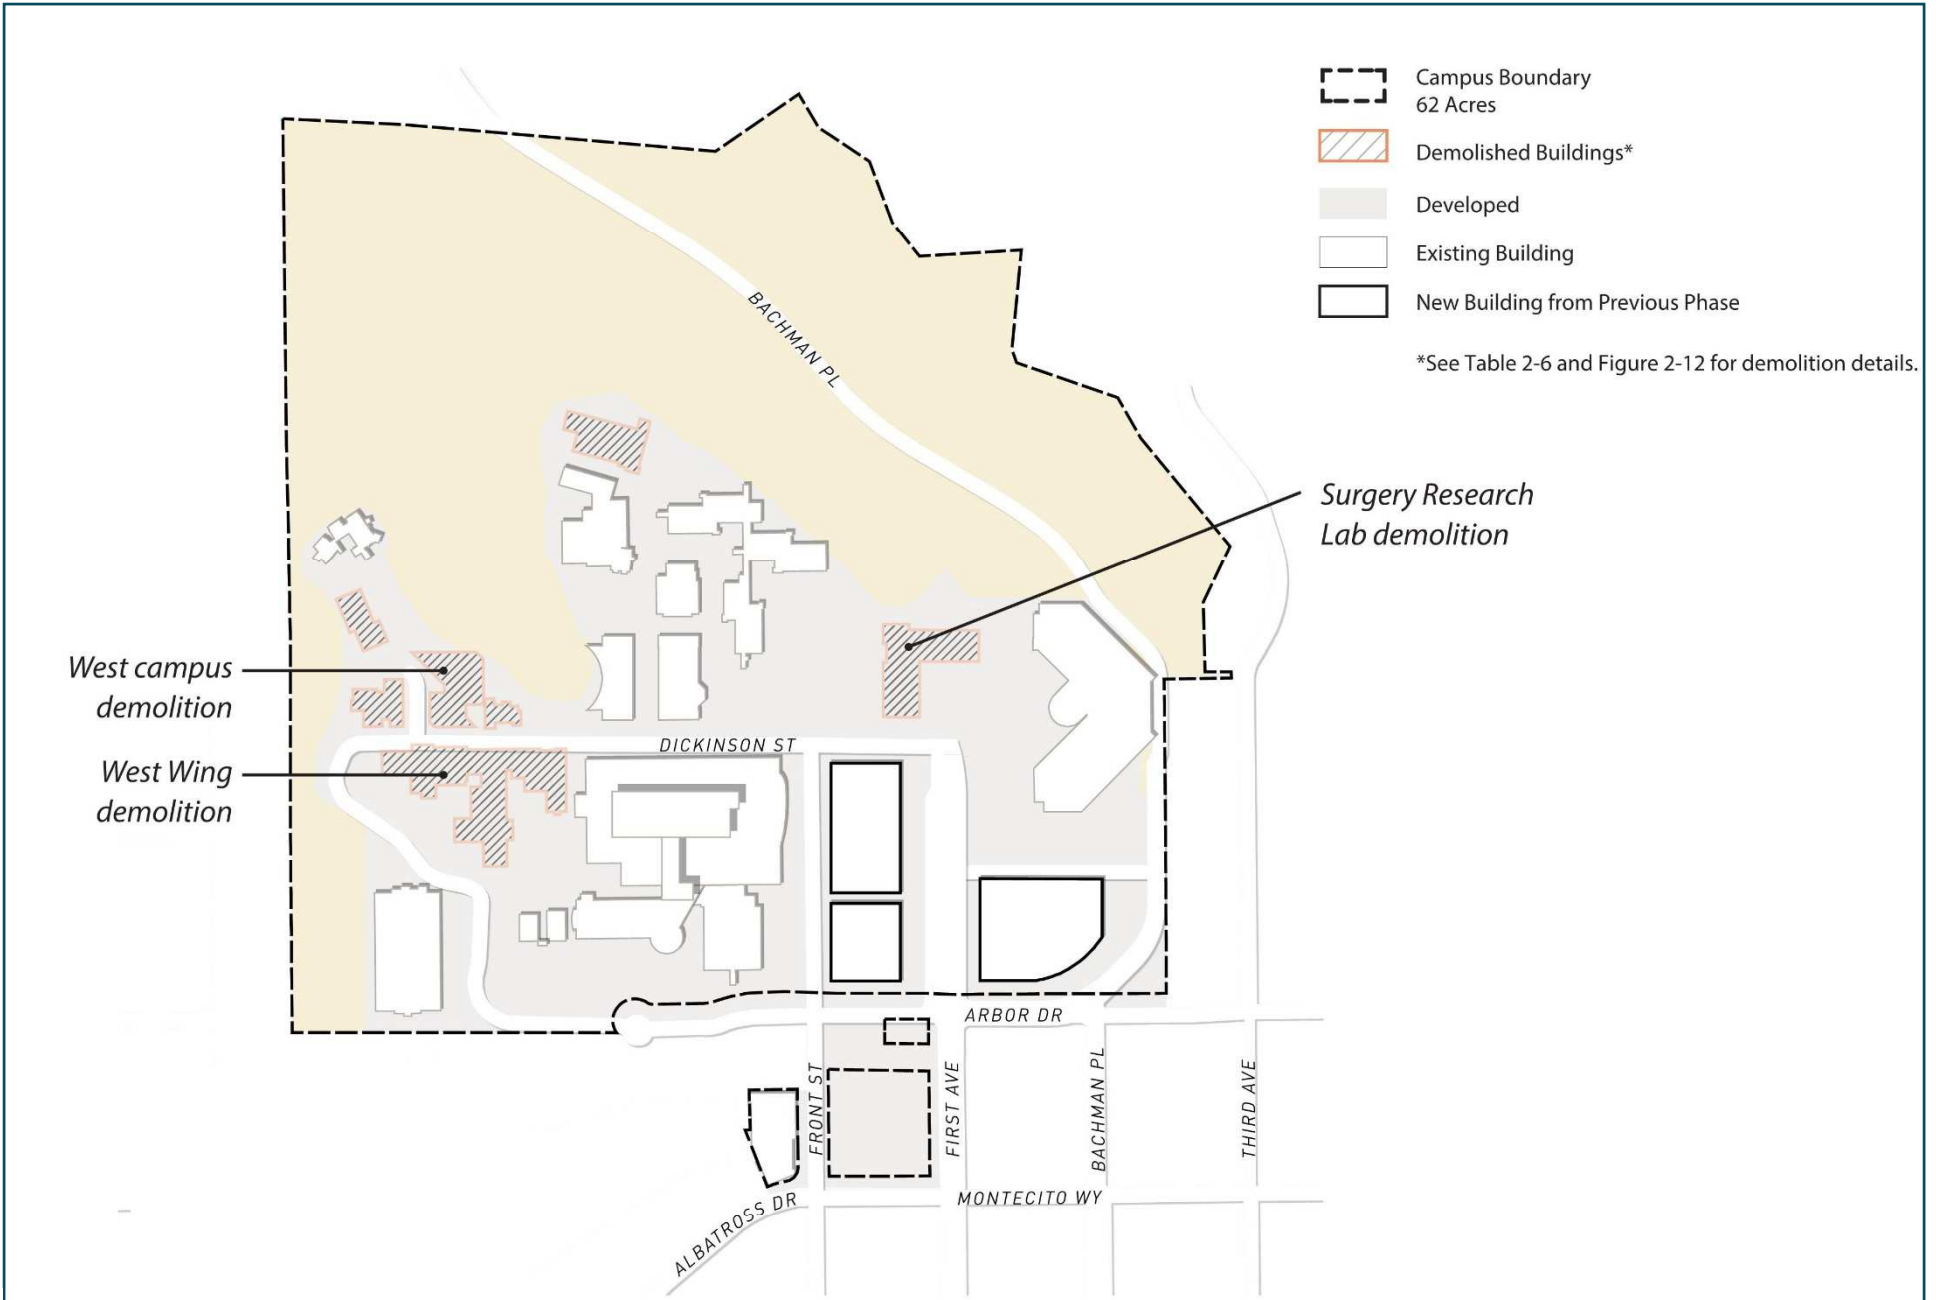 Campus Boundary
62 Acres
Demolished Buildings*
Developed
Existing Building
New Building from Previous Phase
*See Table 2-6 and Figure 2-12 for demolition details.
BACHMAN PL
Surgery Research
Lab demolition
West campus
demolition
West Wing
demolition
DICKINSON ST
ARBOR DR
FRONT ST
FIRST AVE
BACHMAN PL
THIRD AVE
MONTECITO WY
ALBATROSS DR